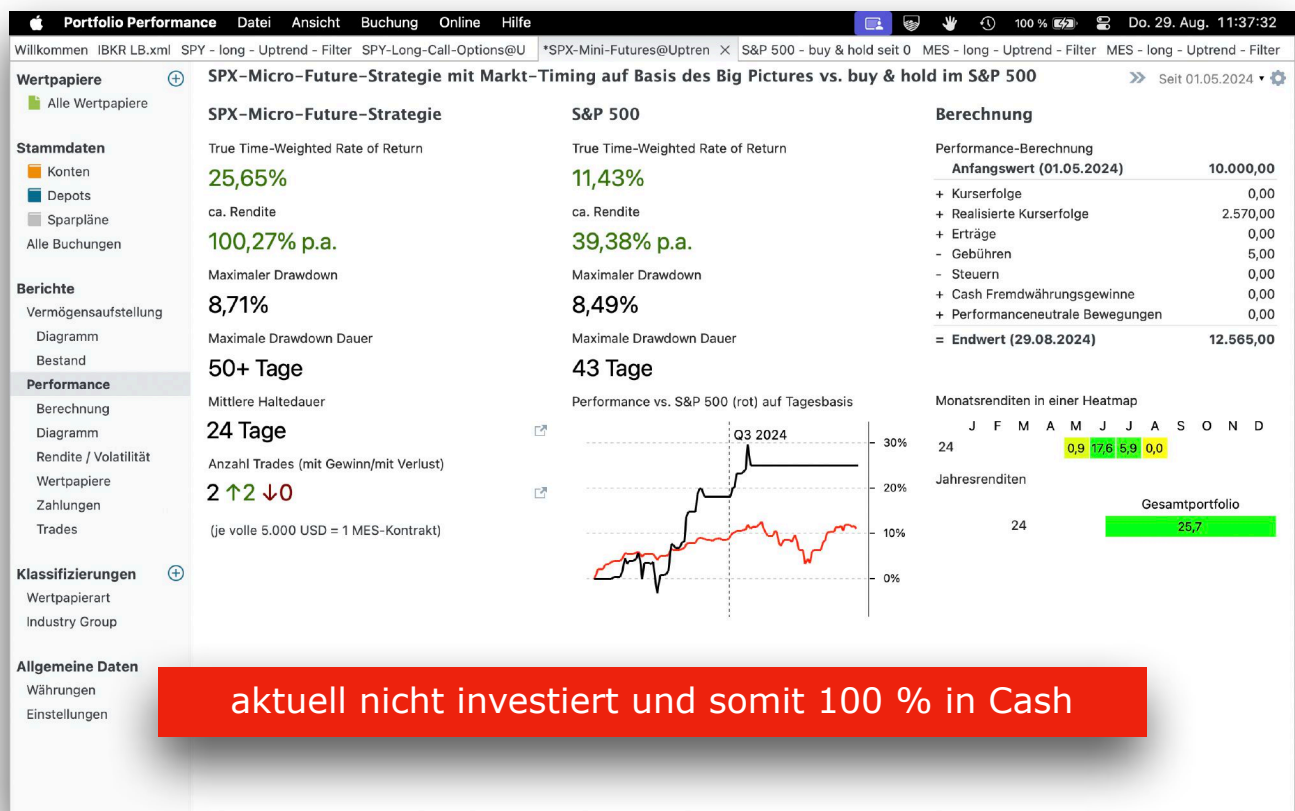 Portfolio Performance Datei Ansicht Buchung Online Hilfe 100 % Do. 29. Aug. 11:37:32
Willkommen IBKR LB.xml SPY - long - Uptrend - Filter SPY-Long-Call-Options@U *SPX-Mini-Futures@Uptren S&P 500 - buy & hold seit 0 MES - long - Uptrend - Filter MES - long - Uptrend - Filter
Wertpapiere
Alle Wertpapiere
Stammdaten
Konten
Depots
Sparpläne
Alle Buchungen
Berichte
Vermögensaufstellung
Diagramm
Bestand
Performance
Berechnung
Diagramm
Rendite / Volatilität
Wertpapiere
Zahlungen
Trades
Klassifizierungen
Wertpapierart
Industry Group
Allgemeine Daten
Währungen
Einstellungen
SPX-Micro-Future-Strategie mit Markt-Timing auf Basis des Big Pictures vs. buy & hold im S&P 500
Seit 01.05.2024
SPX-Micro-Future-Strategie
True Time-Weighted Rate of Return
25,65%
ca. Rendite
100,27% p.a.
Maximaler Drawdown
8,71%
Maximale Drawdown Dauer
50+ Tage
Mittlere Haltedauer
24 Tage
Anzahl Trades (mit Gewinn/mit Verlust)
2 ↑2 ↓0
(je volle 5.000 USD = 1 MES-Kontrakt)
S&P 500
True Time-Weighted Rate of Return
11,43%
ca. Rendite
39,38% p.a.
Maximaler Drawdown
8,49%
Maximale Drawdown Dauer
43 Tage
Performance vs. S&P 500 (rot) auf Tagesbasis
Q3 2024
30%
20%
10%
0%
Berechnung
Performance-Berechnung
Anfangswert (01.05.2024) 10.000,00
+ Kurserfolge 0,00
+ Realisierte Kurserfolge 2.570,00
+ Erträge 0,00
- Gebühren 5,00
- Steuern 0,00
+ Cash Fremdwährungsgewinne 0,00
+ Performanceneutrale Bewegungen 0,00
= Endwert (29.08.2024) 12.565,00
Monatsrenditen in einer Heatmap
J F M A M J J A S O N D
24 0,9 17,6 5,9 0,0
Jahresrenditen
Gesamtportfolio
24 25,7
aktuell nicht investiert und somit 100 % in Cash